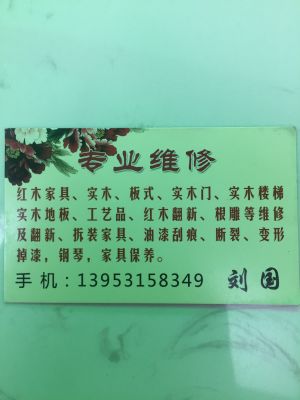 专业维修
红木家具、实木、板式、实木门、实木楼梯
实木地板、工艺品、红木翻新、根雕等维修
及翻新、拆装家具、油漆刮痕、断裂、变形
掉漆，钢琴，家具保养。
手机：13953158349 刘国